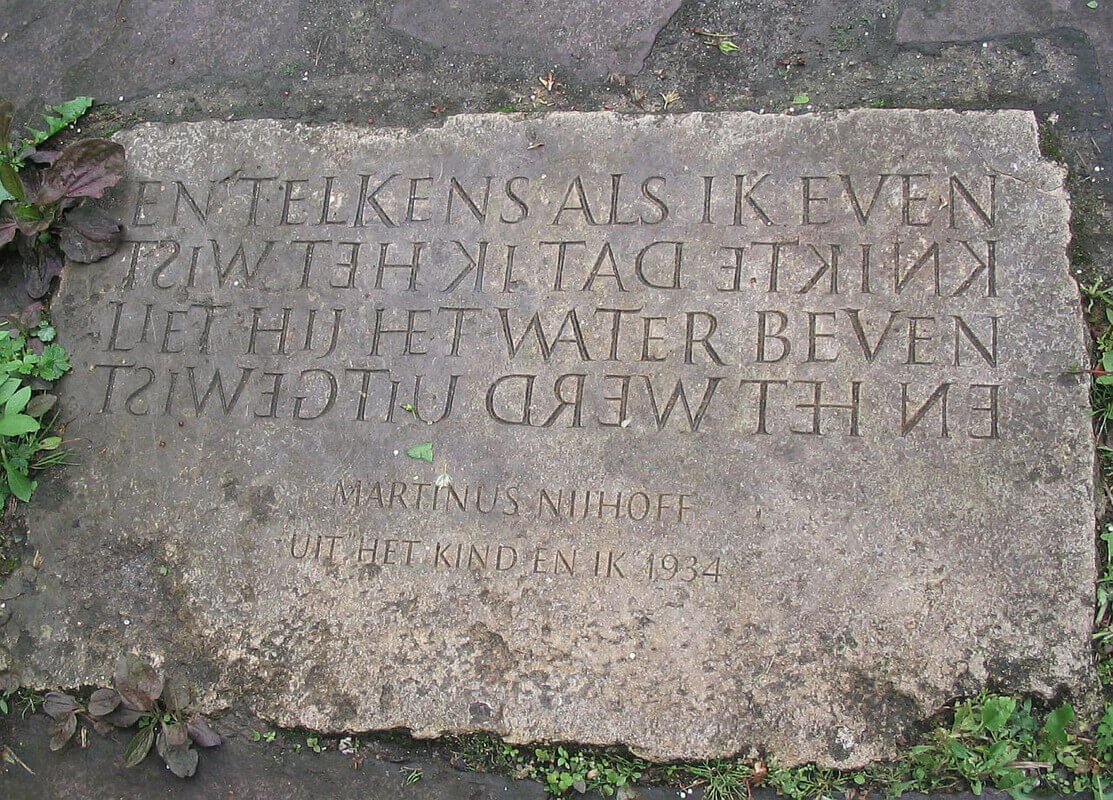 EN TELKENS ALS IK EVEN
KNIKTE DAT IK HET WIST
LIET HIJ HET WATER BEVEN
EN HET WERD UITGEWIST
MARTINUS NIJHOFF
UIT "HET KIND EN IK" 1934